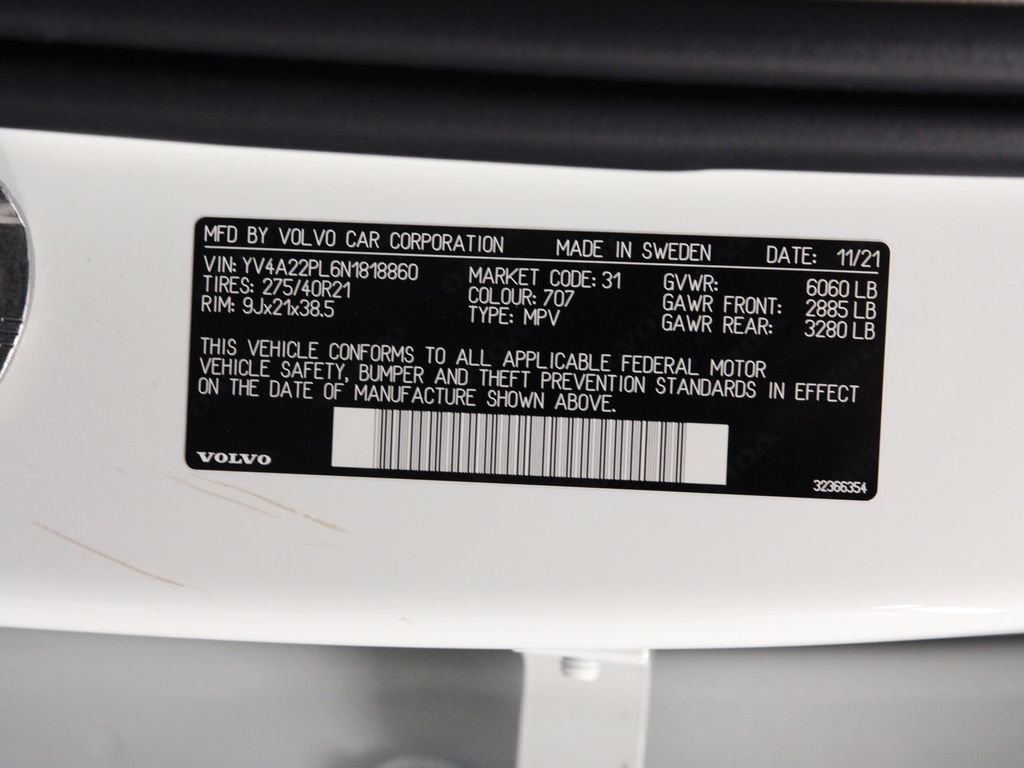 MFD BY VOLVO CAR CORPORATION MADE IN SWEDEN DATE: 11/21
VIN: YV4A22PL6N1818860 MARKET CODE: 31 GVWR: 6060 LB
TIRES: 275/40R21 COLOUR: 707 GAWR FRONT: 2885 LB
RIM: 9Jx21x38.5 TYPE: MPV GAWR REAR: 3280 LB
THIS VEHICLE CONFORMS TO ALL APPLICABLE FEDERAL MOTOR
VEHICLE SAFETY, BUMPER AND THEFT PREVENTION STANDARDS IN EFFECT
ON THE DATE OF MANUFACTURE SHOWN ABOVE.
VOLVO
32366354